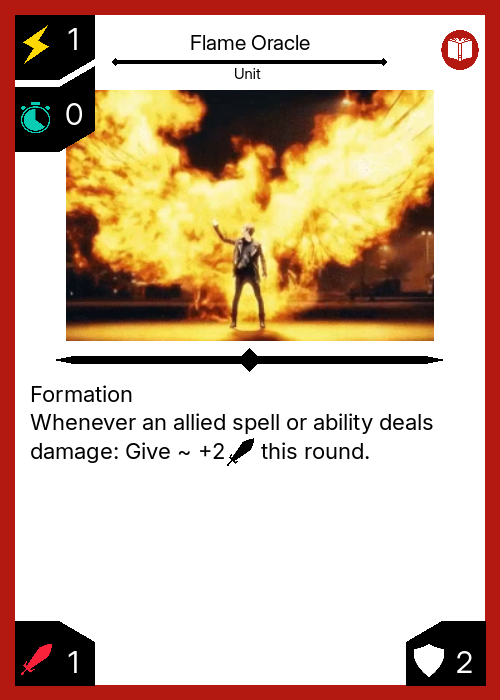 1
Flame Oracle
Unit
0
Formation
Whenever an allied spell or ability deals
damage: Give ~ +2 this round.
1
2